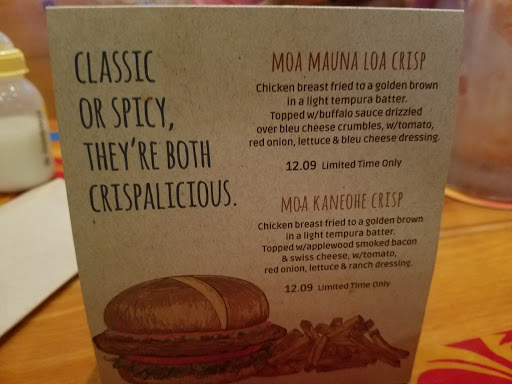 CLASSIC
OR SPICY,
THEY'RE BOTH
CRISPALICIOUS.
MOA MAUNA LOA CRISP
Chicken breast fried to a golden brown
in a light tempura batter.
Topped w/buffalo sauce drizzled
over bleu cheese crumbles, w/tomato,
red onion, lettuce & bleu cheese dressing.
12.09 Limited Time Only
MOA KANEOHE CRISP
Chicken breast fried to a golden brown
in a light tempura batter.
Topped w/applewood smoked bacon
& swiss cheese, w/tomato,
red onion, lettuce & ranch dressing.
12.09 Limited Time Only